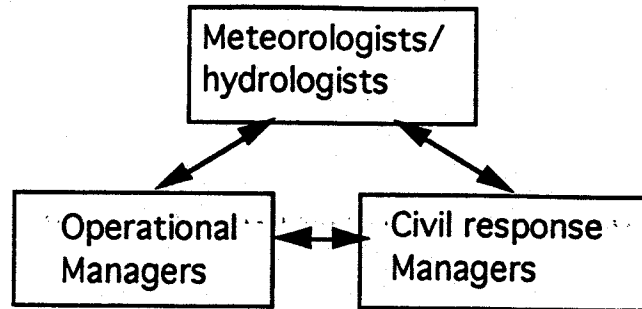 Meteorologists/
hydrologists
Operational
Managers
Civil response
Managers